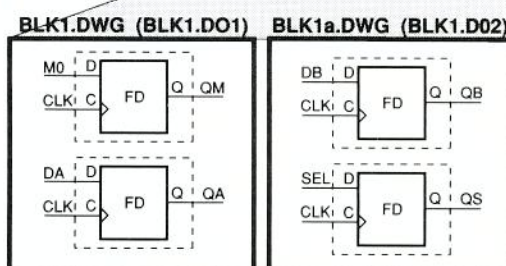 BLK1.DWG (BLK1.DO1)
M0 D Q QM
CLK C FD
DA D Q QA
CLK C FD
BLK1a.DWG (BLK1.D02)
DB D Q QB
CLK C FD
SEL D Q QS
CLK C FD